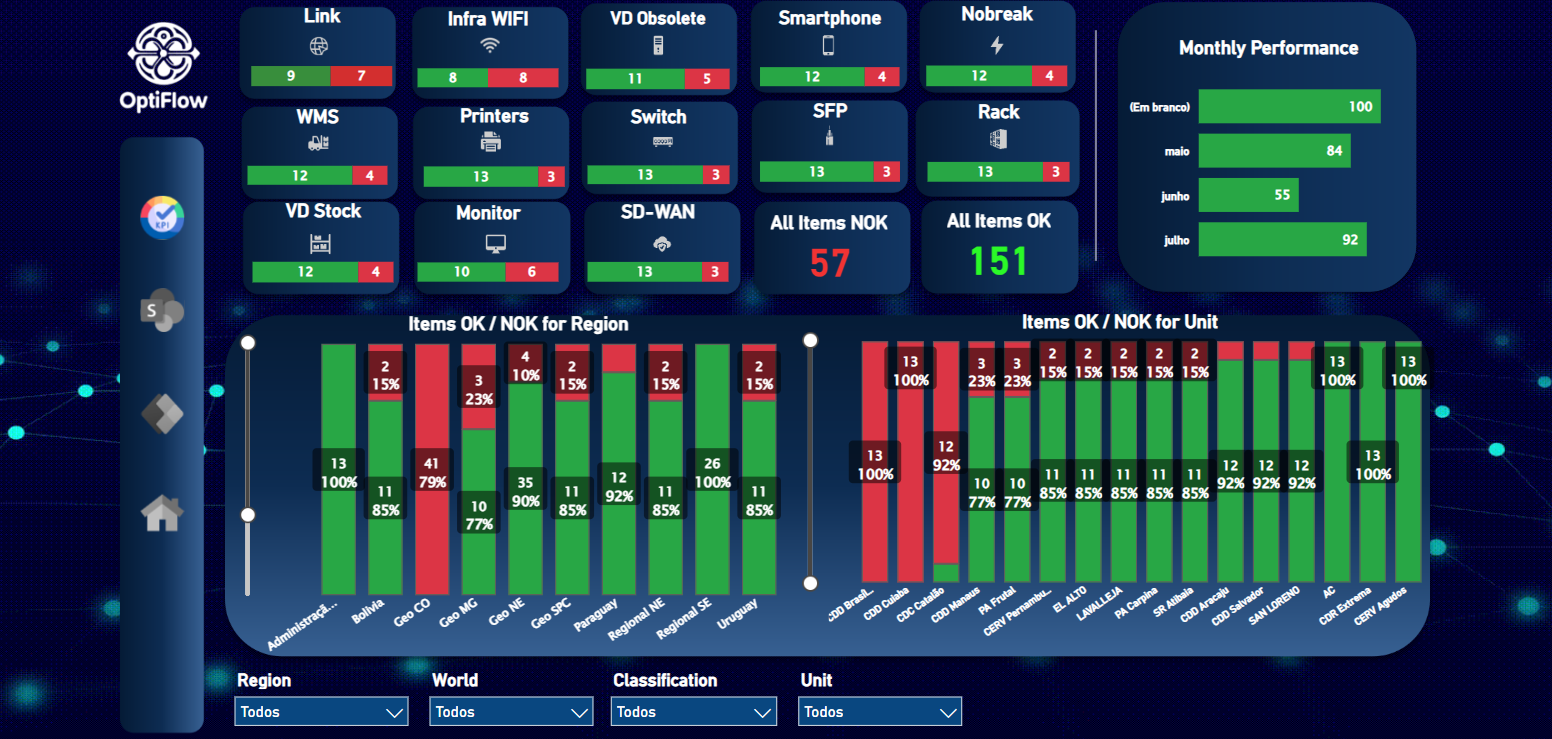 OptiFlow
KPI
S
Link
9 7
Infra WIFI
8 8
VD Obsolete
11 5
Smartphone
12 4
Nobreak
12 4
WMS
12 4
Printers
13 3
Switch
13 3
SFP
13 3
Rack
13 3
VD Stock
12 4
Monitor
10 6
SD-WAN
13 3
All Items NOK
57
All Items OK
151
Monthly Performance
(Em branco) 100
maio 84
junho 55
julho 92
Items OK / NOK for Region
13
100%
2
15%
11
85%
41
79%
3
23%
10
77%
4
10%
35
90%
2
15%
11
85%
12
92%
2
15%
11
85%
26
100%
2
15%
11
85%
Administraçã...
Bolivia
Geo CO
Geo MG
Geo NE
Geo SPC
Paraguay
Regional NE
Regional SE
Uruguay
Items OK / NOK for Unit
13
100%
13
100%
12
92%
3
23%
10
77%
3
23%
10
77%
2
15%
11
85%
2
15%
11
85%
2
15%
11
85%
2
15%
11
85%
2
15%
11
85%
12
92%
12
92%
12
92%
13
100%
13
100%
13
100%
CDD Brasíl...
CDD Cuiaba
CDC Catalão
CDD Manaus
PA Frutal
CERV Pernambu...
EL ALTO
LAVALLEJA
PA Carpina
SR Atibaia
CDD Aracaju
CDD Salvador
SAN LORENO
AC
CDR Extrema
CERV Agudos
Region
Todos
World
Todos
Classification
Todos
Unit
Todos